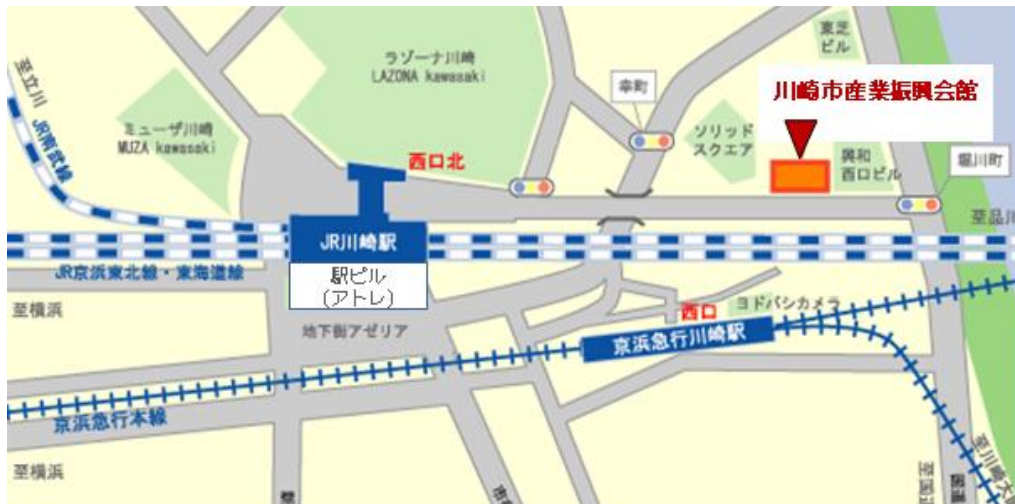 東芝
ビル
ラゾーナ川崎
LAZONA kawasaki
川崎市産業振興会館
至立川
JR南武線
幸町
ミューザ川崎
MUZA kawasaki
西口北
ソリッド
スクエア
興和
西口ビル
堀川町
至品川
JR川崎駅
JR京浜東北線・東海道線
駅ビル
(アトレ)
至横浜
地下街アゼリア
西口
ヨドバシカメラ
京浜急行川崎駅
京浜急行本線
至横浜
至川崎大